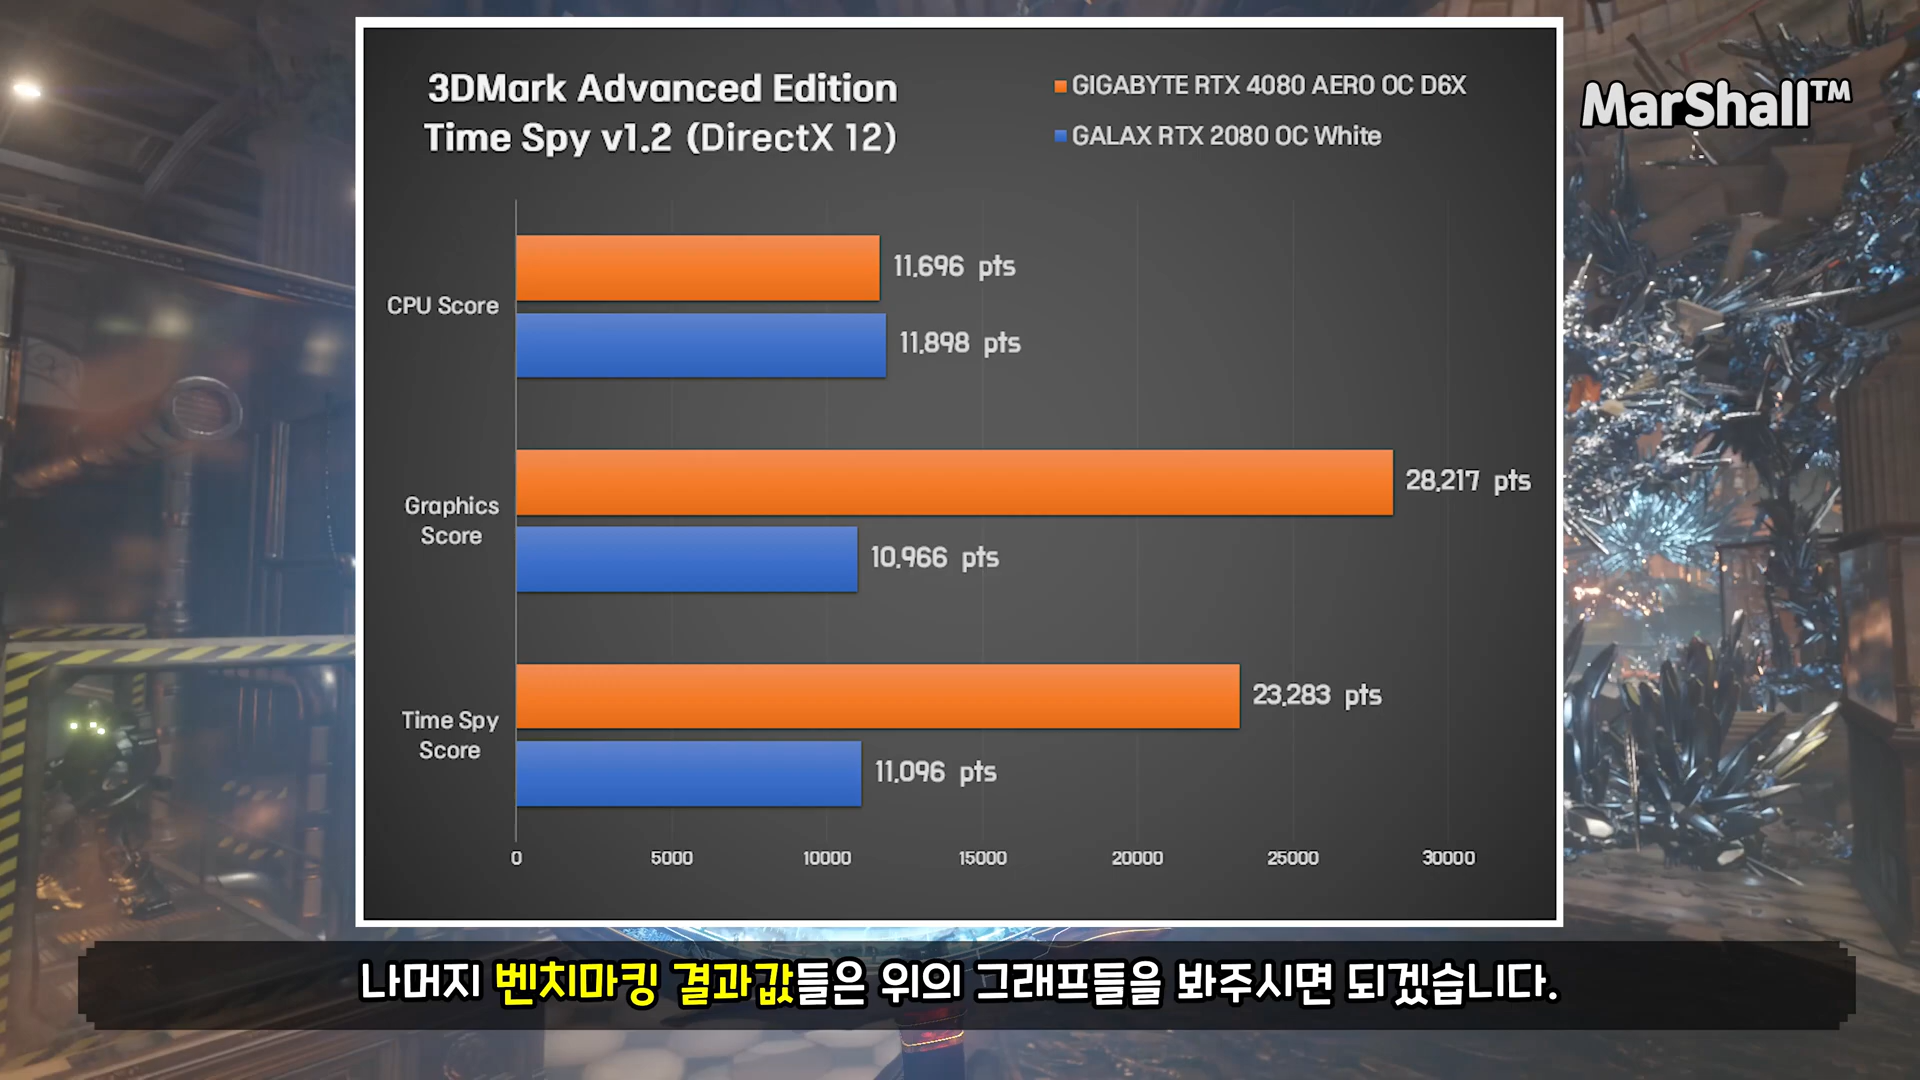 3DMark Advanced Edition
Time Spy v1.2 (DirectX 12)
GIGABYTE RTX 4080 AERO OC D6X
GALAX RTX 2080 OC White
MarShall™
CPU Score
11,696 pts
11,898 pts
Graphics
Score
28,217 pts
10,966 pts
Time Spy
Score
23,283 pts
11,096 pts
0 5000 10000 15000 20000 25000 30000
나머지 벤치마킹 결과값들은 위의 그래프들을 봐주시면 되겠습니다.